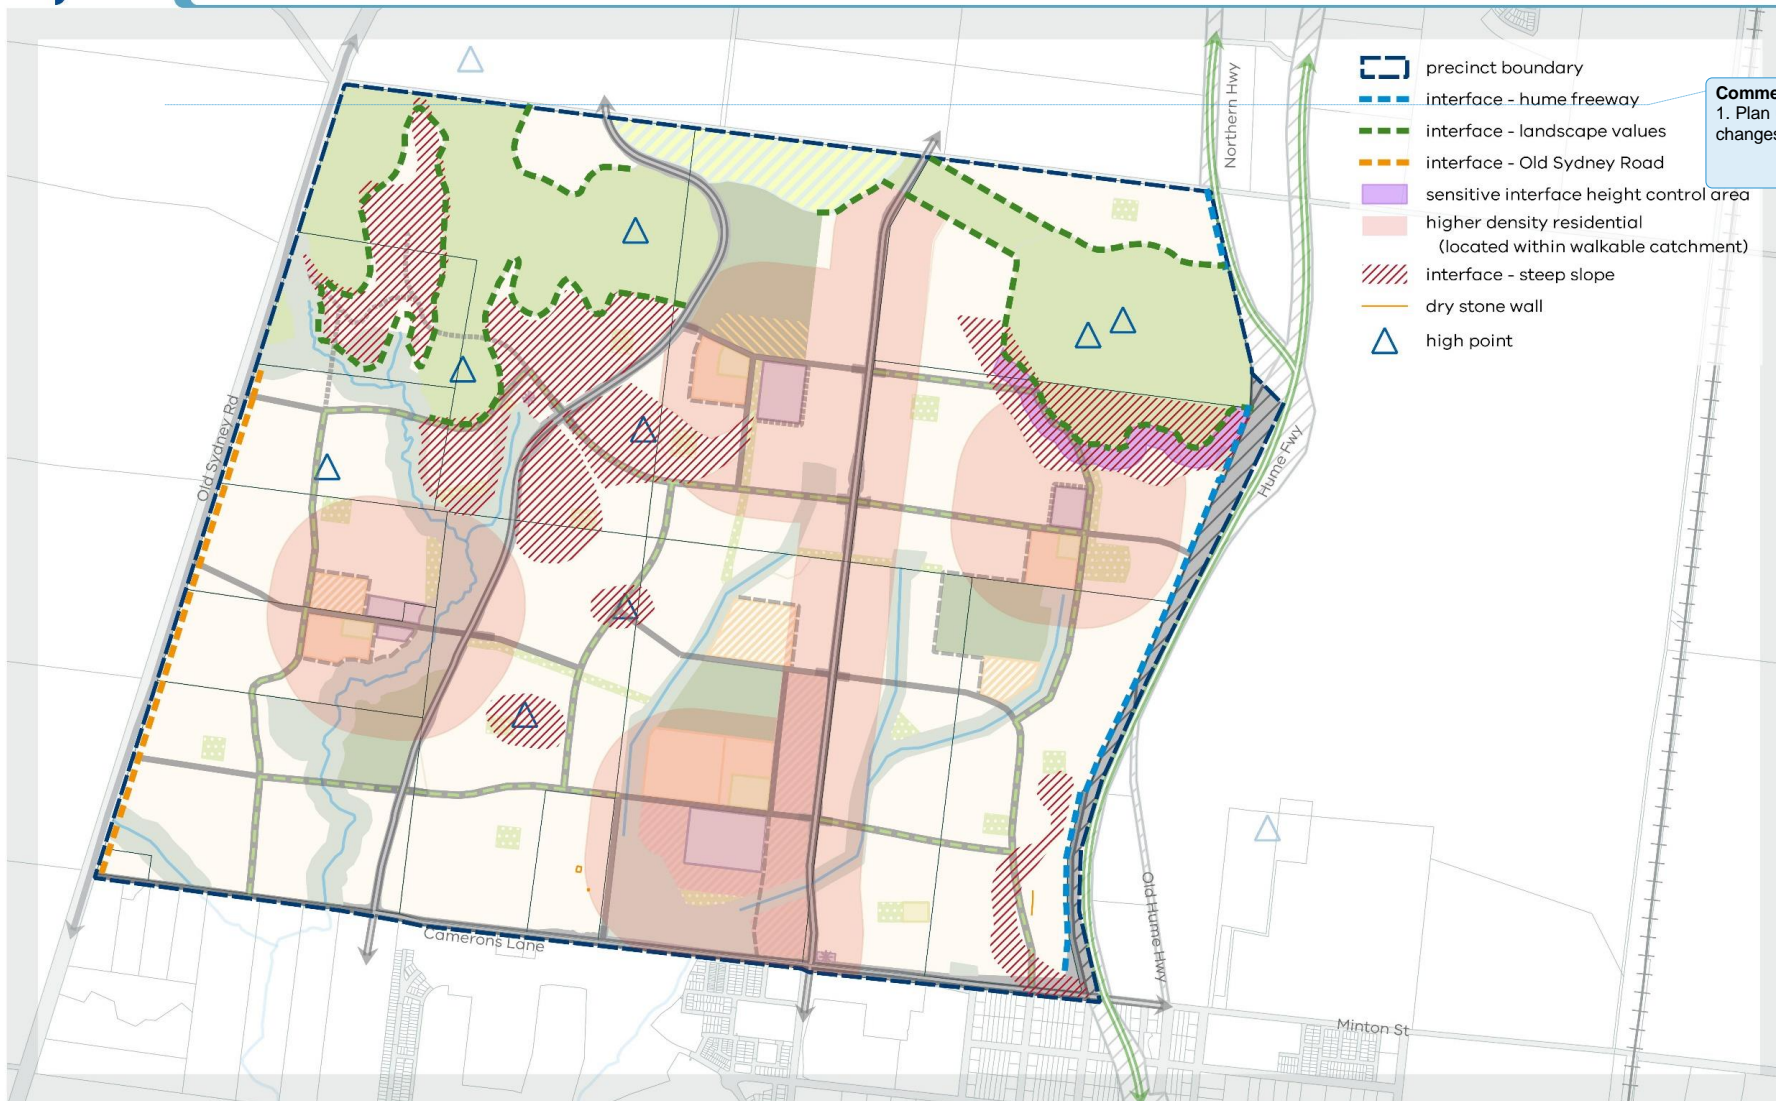 precinct boundary
interface - hume freeway
interface - landscape values
interface - Old Sydney Road
sensitive interface height control area
higher density residential
(located within walkable catchment)
interface - steep slope
dry stone wall
high point
1. Plan
Northern Hwy
Old Sydney Rd
Hume Fwy
Old Hume Hwy
Camerons Lane
Minton St